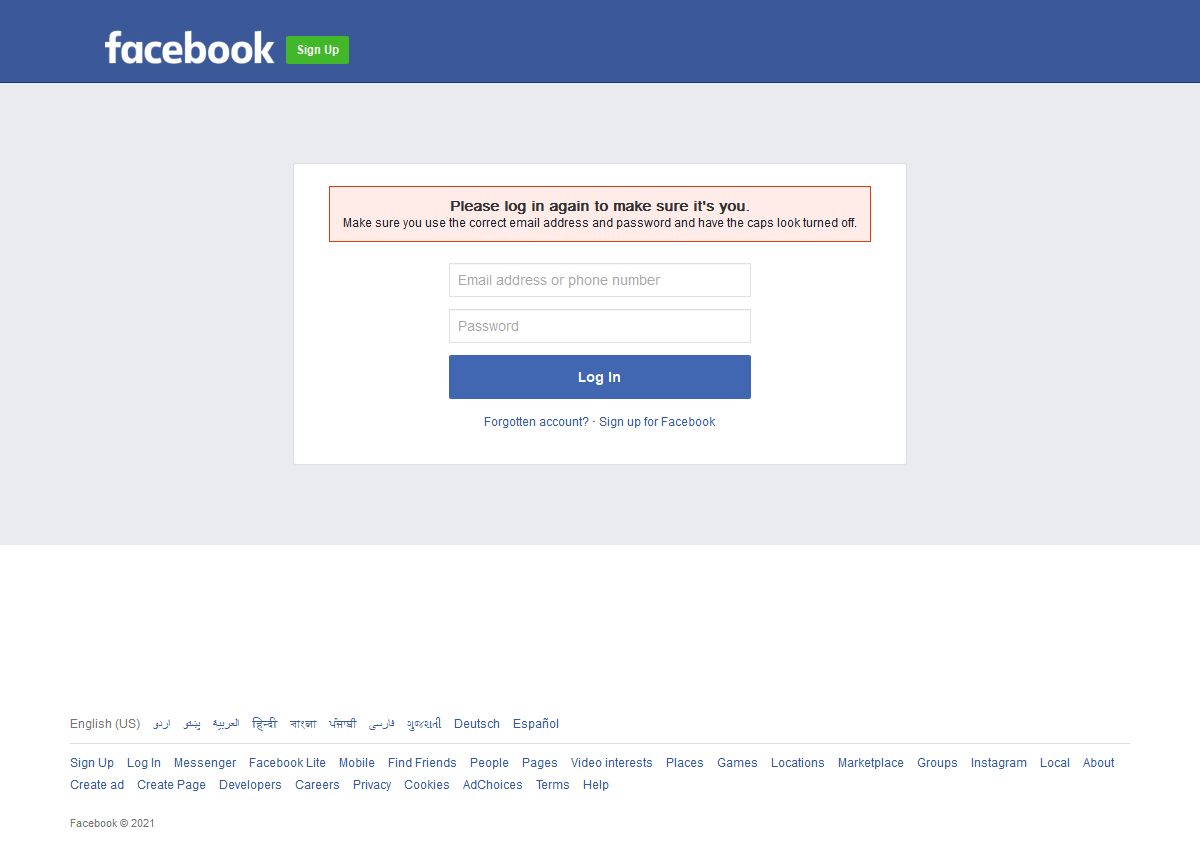 facebook Sign Up
Please log in again to make sure it's you.
Make sure you use the correct email address and password and have the caps look turned off.
Email address or phone number
Password
Log In
Forgotten account? · Sign up for Facebook
English (US) اردو پښتو العربية हिन्दी বাংলা ਪੰਜਾਬੀ فارسی ગુજરાતી Deutsch Español
Sign Up Log In Messenger Facebook Lite Mobile Find Friends People Pages Video interests Places Games Locations Marketplace Groups Instagram Local About
Create ad Create Page Developers Careers Privacy Cookies AdChoices Terms Help
Facebook © 2021